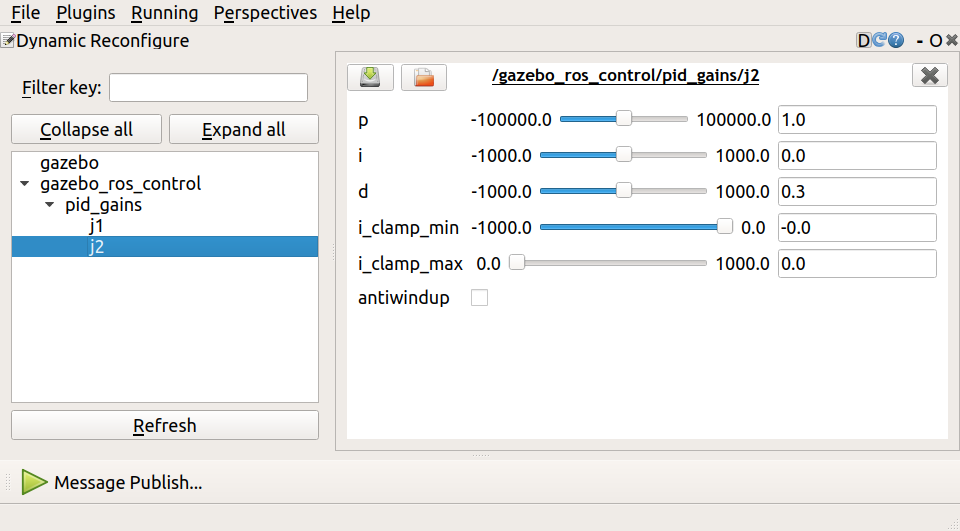 File Plugins Running Perspectives Help
Dynamic Reconfigure D - O
Filter key:
Collapse all Expand all
gazebo
gazebo_ros_control
pid_gains
j1
j2
Refresh
/gazebo_ros_control/pid_gains/j2
p -100000.0 100000.0 1.0
i -1000.0 1000.0 0.0
d -1000.0 1000.0 0.3
i_clamp_min -1000.0 0.0 -0.0
i_clamp_max 0.0 1000.0 0.0
antiwindup
Message Publish...